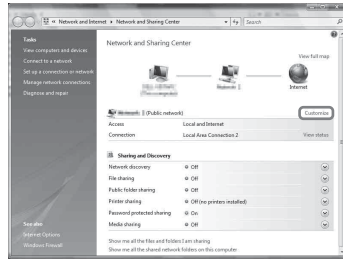 Network and Internet ▸ Network and Sharing Center
Search
Tasks
View computers and devices
Connect to a network
Set up a connection or network
Manage network connections
Diagnose and repair
See also
Internet Options
Windows Firewall
Network and Sharing Center
View full map
Internet
(Public network)
Customize
Access Local and Internet
Connection Local Area Connection 2 View status
Sharing and Discovery
Network discovery Off
File sharing Off
Public folder sharing Off
Printer sharing Off (no printers installed)
Password protected sharing On
Media sharing Off
Show me all the files and folders I am sharing
Show me all the shared network folders on this computer